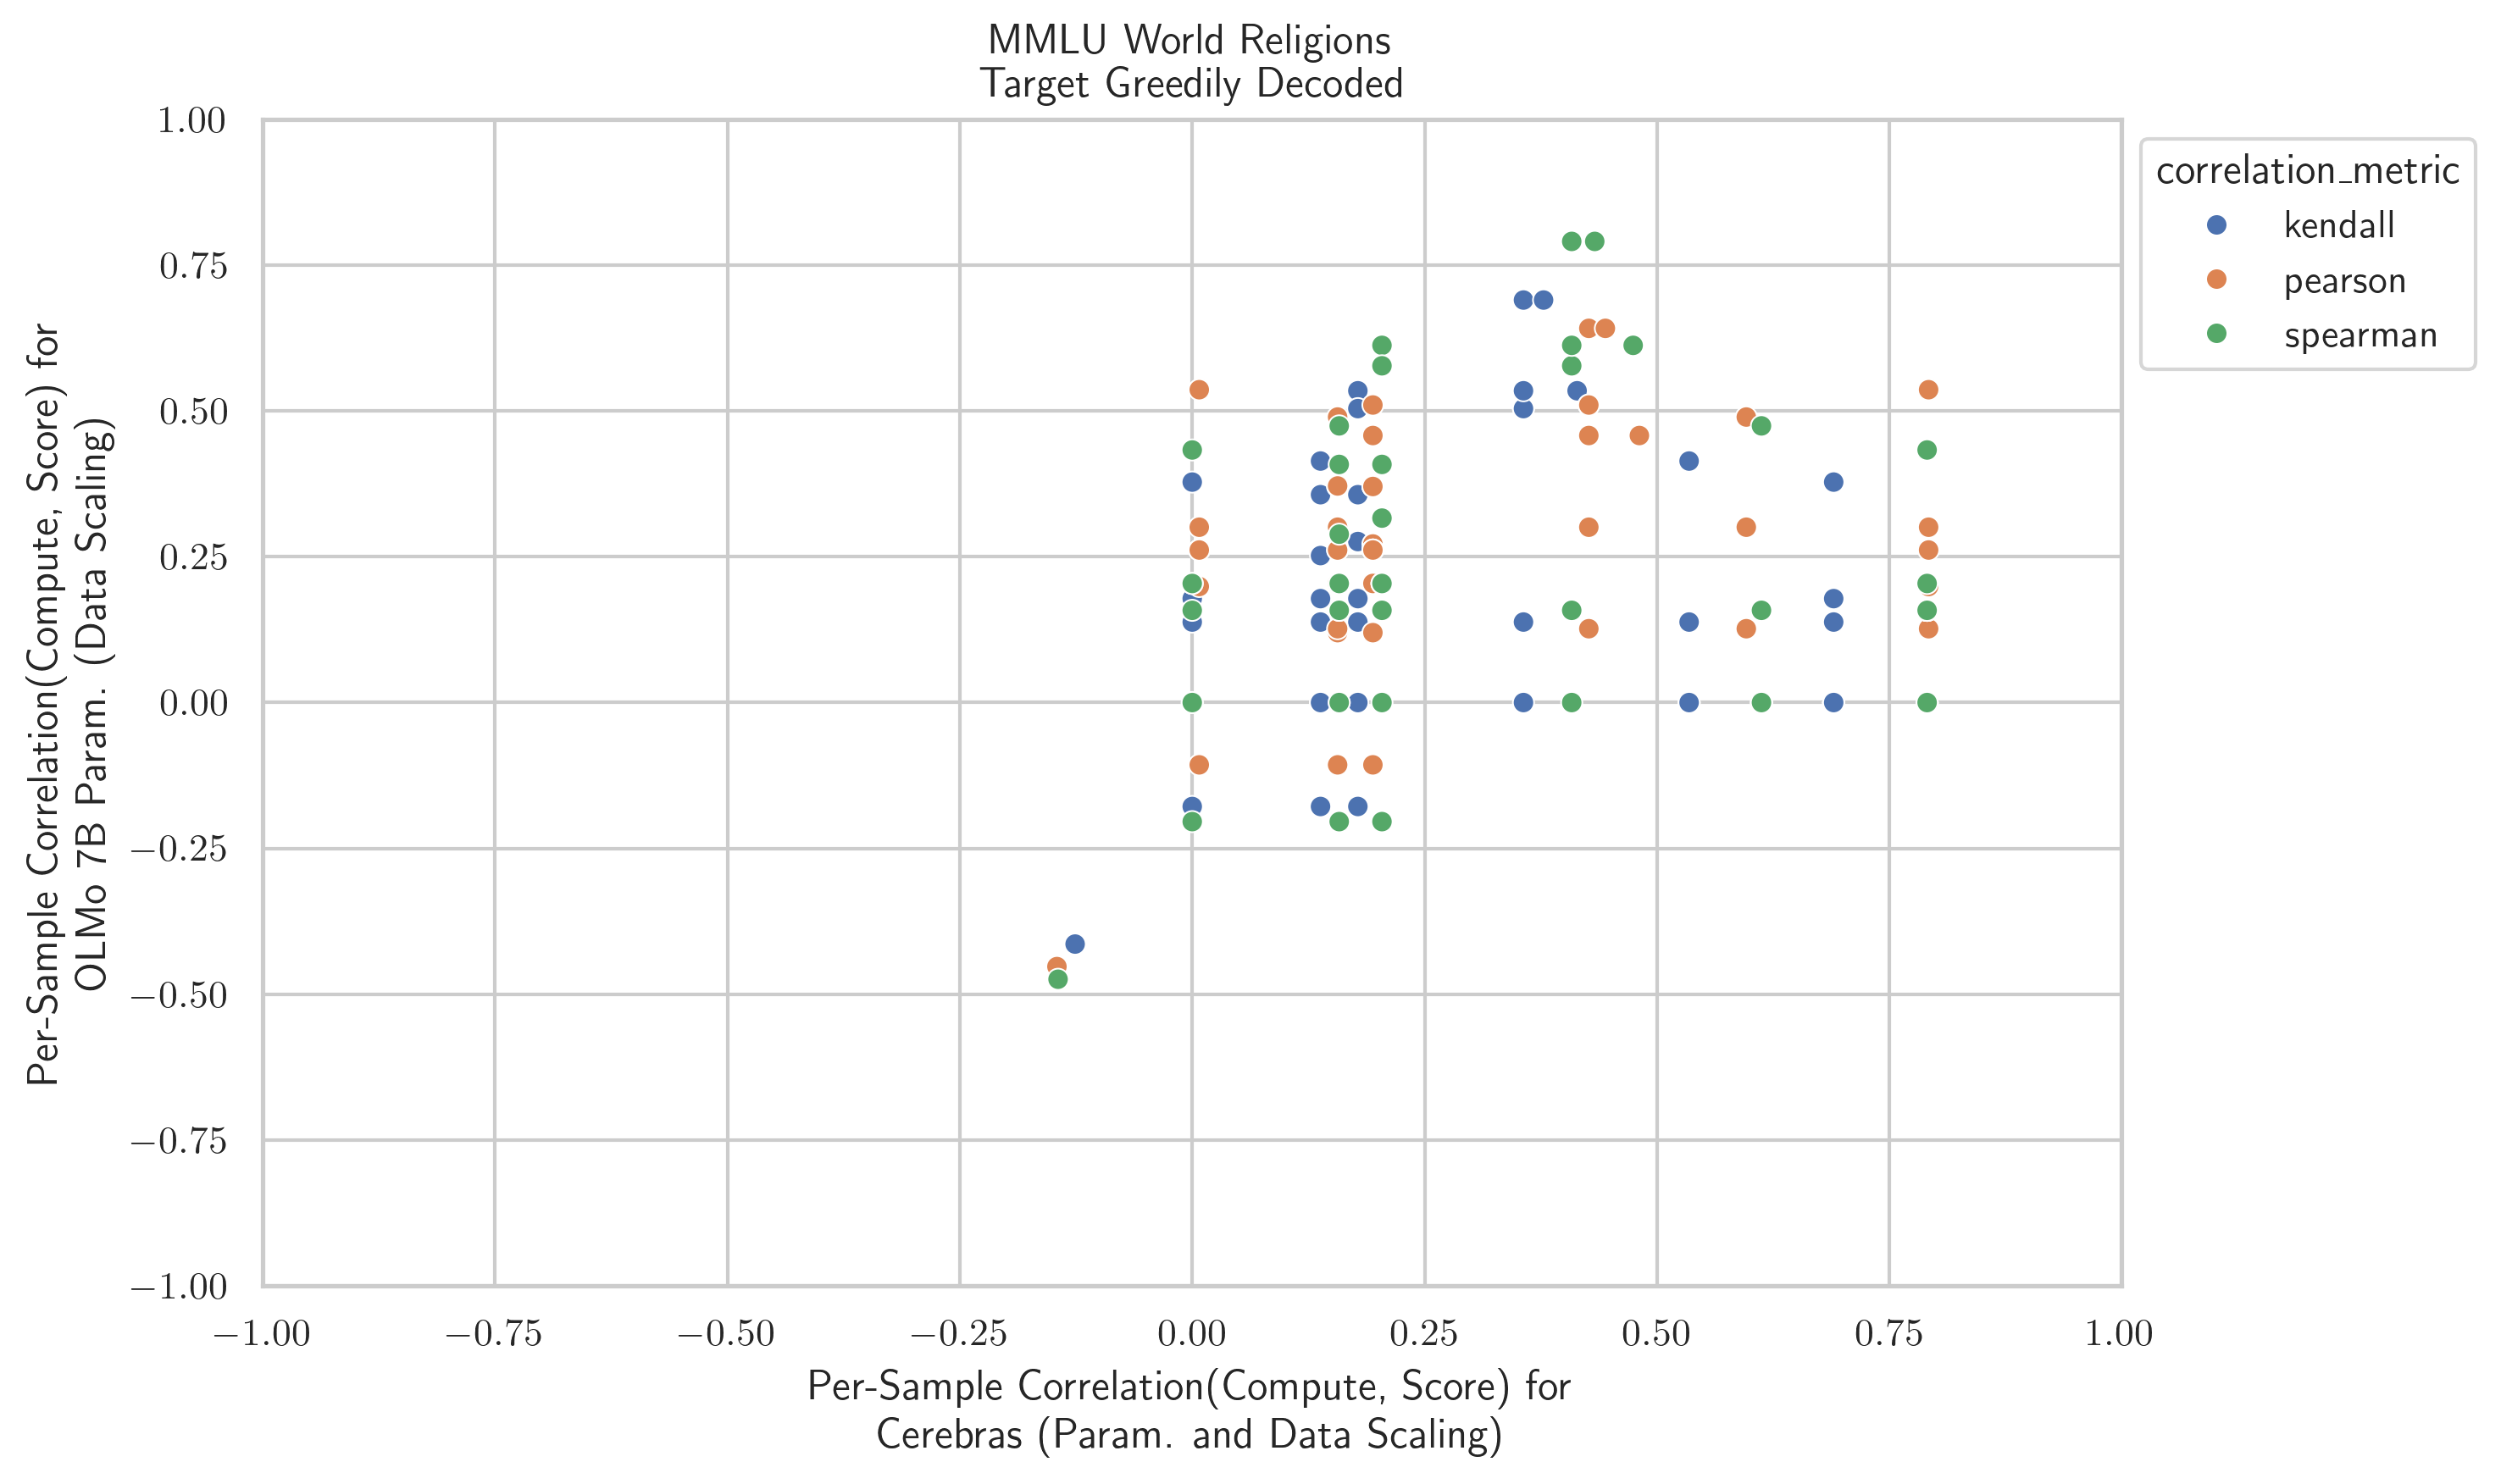 MMLU World Religions
Target Greedily Decoded
1.00
0.75
0.50
0.25
0.00
−0.25
−0.50
−0.75
−1.00
Per-Sample Correlation(Compute, Score) for
OLMo 7B Param. (Data Scaling)
correlation_metric
kendall
pearson
spearman
−1.00 −0.75 −0.50 −0.25 0.00 0.25 0.50 0.75 1.00
Per-Sample Correlation(Compute, Score) for
Cerebras (Param. and Data Scaling)